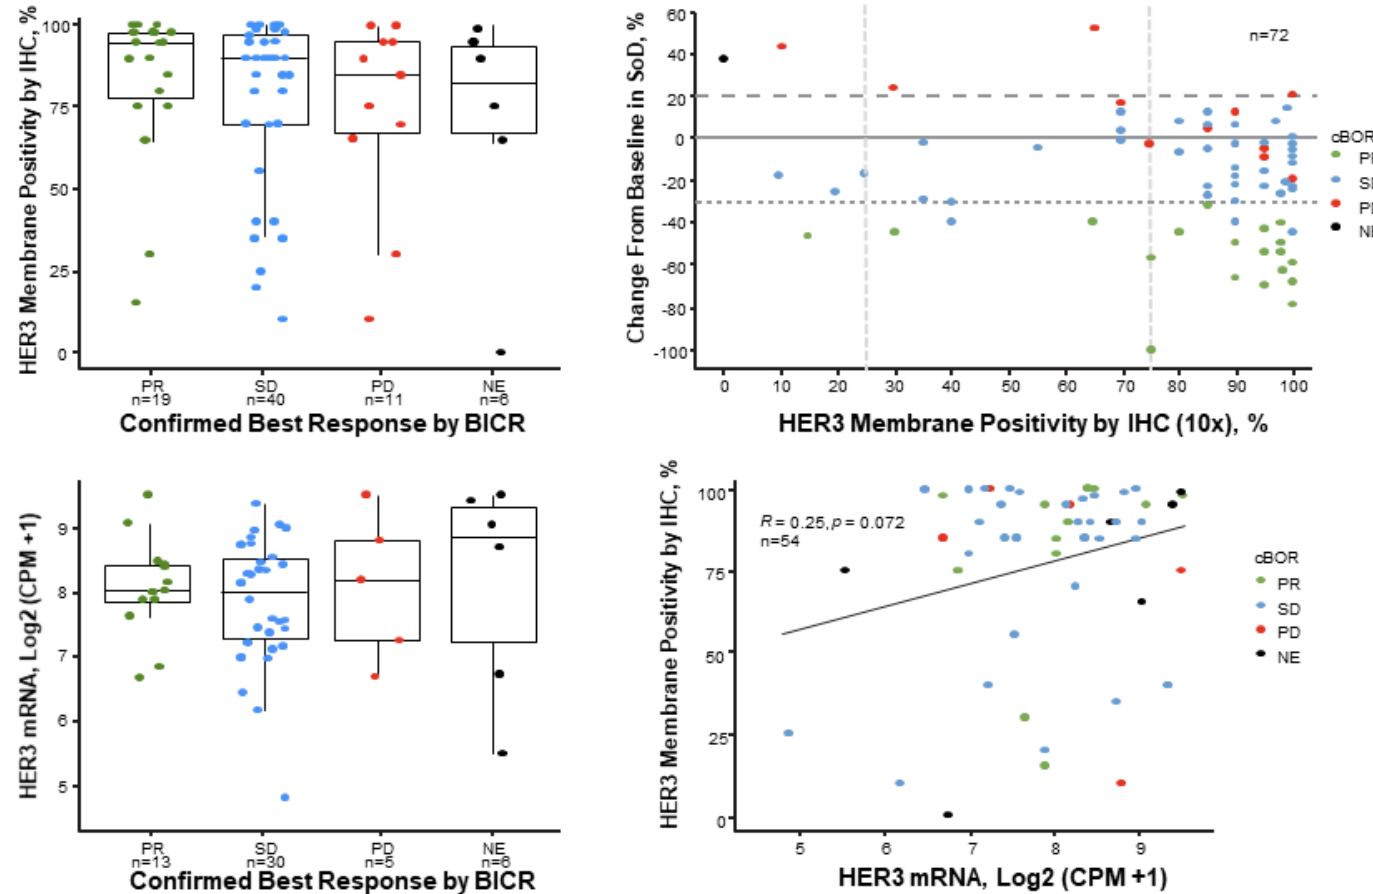 HER3 Membrane Positivity by IHC, %
100
75
50
25
0
PR
n=19
SD
n=40
PD
n=11
NE
n=6
Confirmed Best Response by BICR
Change From Baseline in SoD, %
60
40
20
0
-20
-40
-60
-80
-100
n=72
cBOR
NE
0 10 20 30 40 50 60 70 80 90 100
HER3 Membrane Positivity by IHC (10x), %
HER3 mRNA, Log2 (CPM +1)
9
8
7
6
5
PR
n=13
SD
n=30
PD
n=5
NE
n=6
Confirmed Best Response by BICR
HER3 Membrane Positivity by IHC, %
100
75
50
25
0
R = 0.25, p = 0.072
n=54
cBOR
PR
SD
PD
NE
5 6 7 8 9
HER3 mRNA, Log2 (CPM +1)